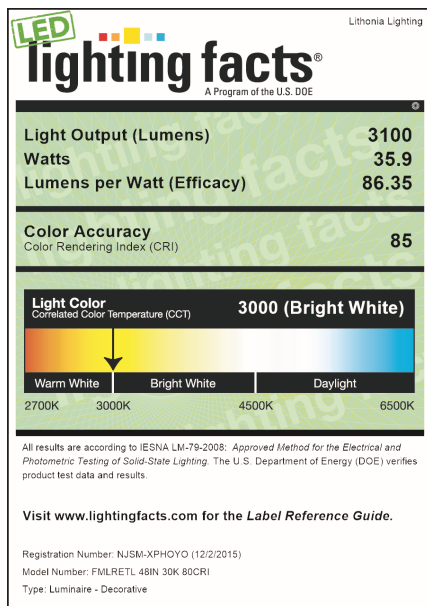 Lithonia Lighting
LED
lighting facts®
A Program of the U.S. DOE
Light Output (Lumens) 3100
Watts 35.9
Lumens per Watt (Efficacy) 86.35
Color Accuracy
Color Rendering Index (CRI) 85
Light Color
Correlated Color Temperature (CCT) 3000 (Bright White)
Warm White Bright White Daylight
2700K 3000K 4500K 6500K
All results are according to IESNA LM-79-2008: Approved Method for the Electrical and
Photometric Testing of Solid-State Lighting. The U.S. Department of Energy (DOE) verifies
product test data and results.
Visit www.lightingfacts.com for the Label Reference Guide.
Registration Number: NJSM-XPHOYO (12/2/2015)
Model Number: FMLRETL 48IN 30K 80CRI
Type: Luminaire - Decorative